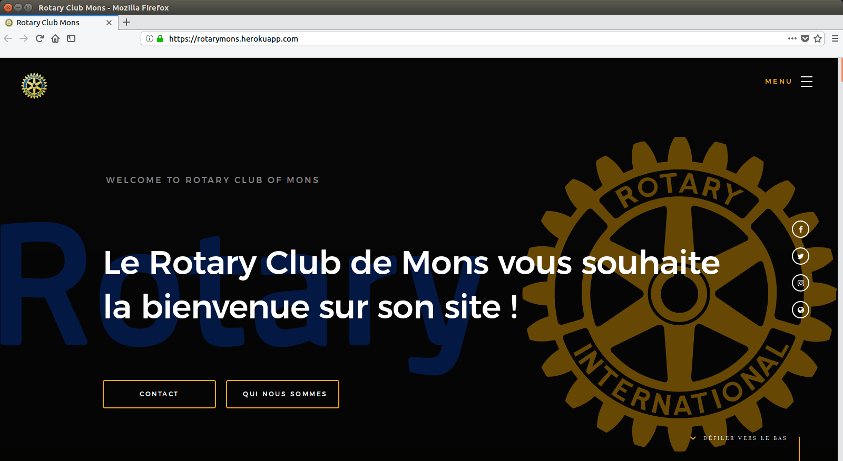 Rotary Club Mons - Mozilla Firefox
Rotary Club Mons
https://rotarymons.herokuapp.com
MENU
WELCOME TO ROTARY CLUB OF MONS
Rotary
ROTARY
INTERNATIONAL
Le Rotary Club de Mons vous souhaite
la bienvenue sur son site !
CONTACT
QUI NOUS SOMMES
DÉFILER VERS LE BAS